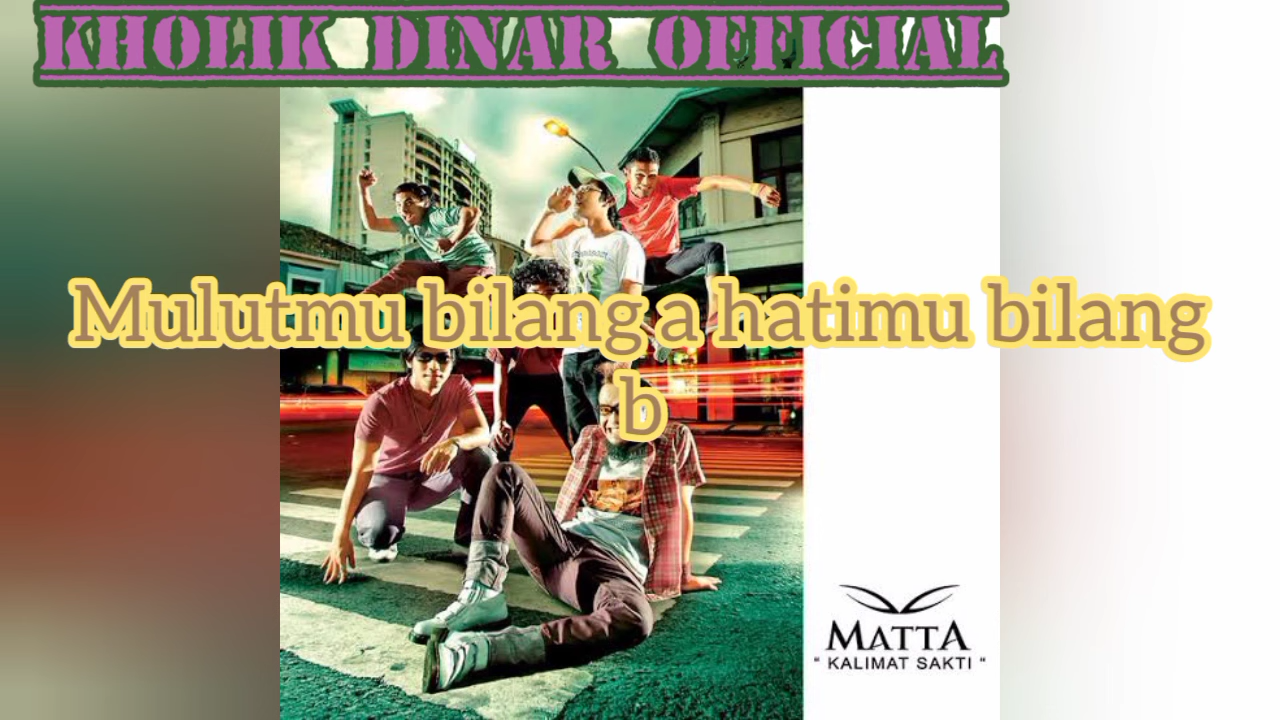 KHOLIK DINAR OFFICIAL
Mulutmu bilang a hatimu bilang
b
MATTA
“ KALIMAT SAKTI “